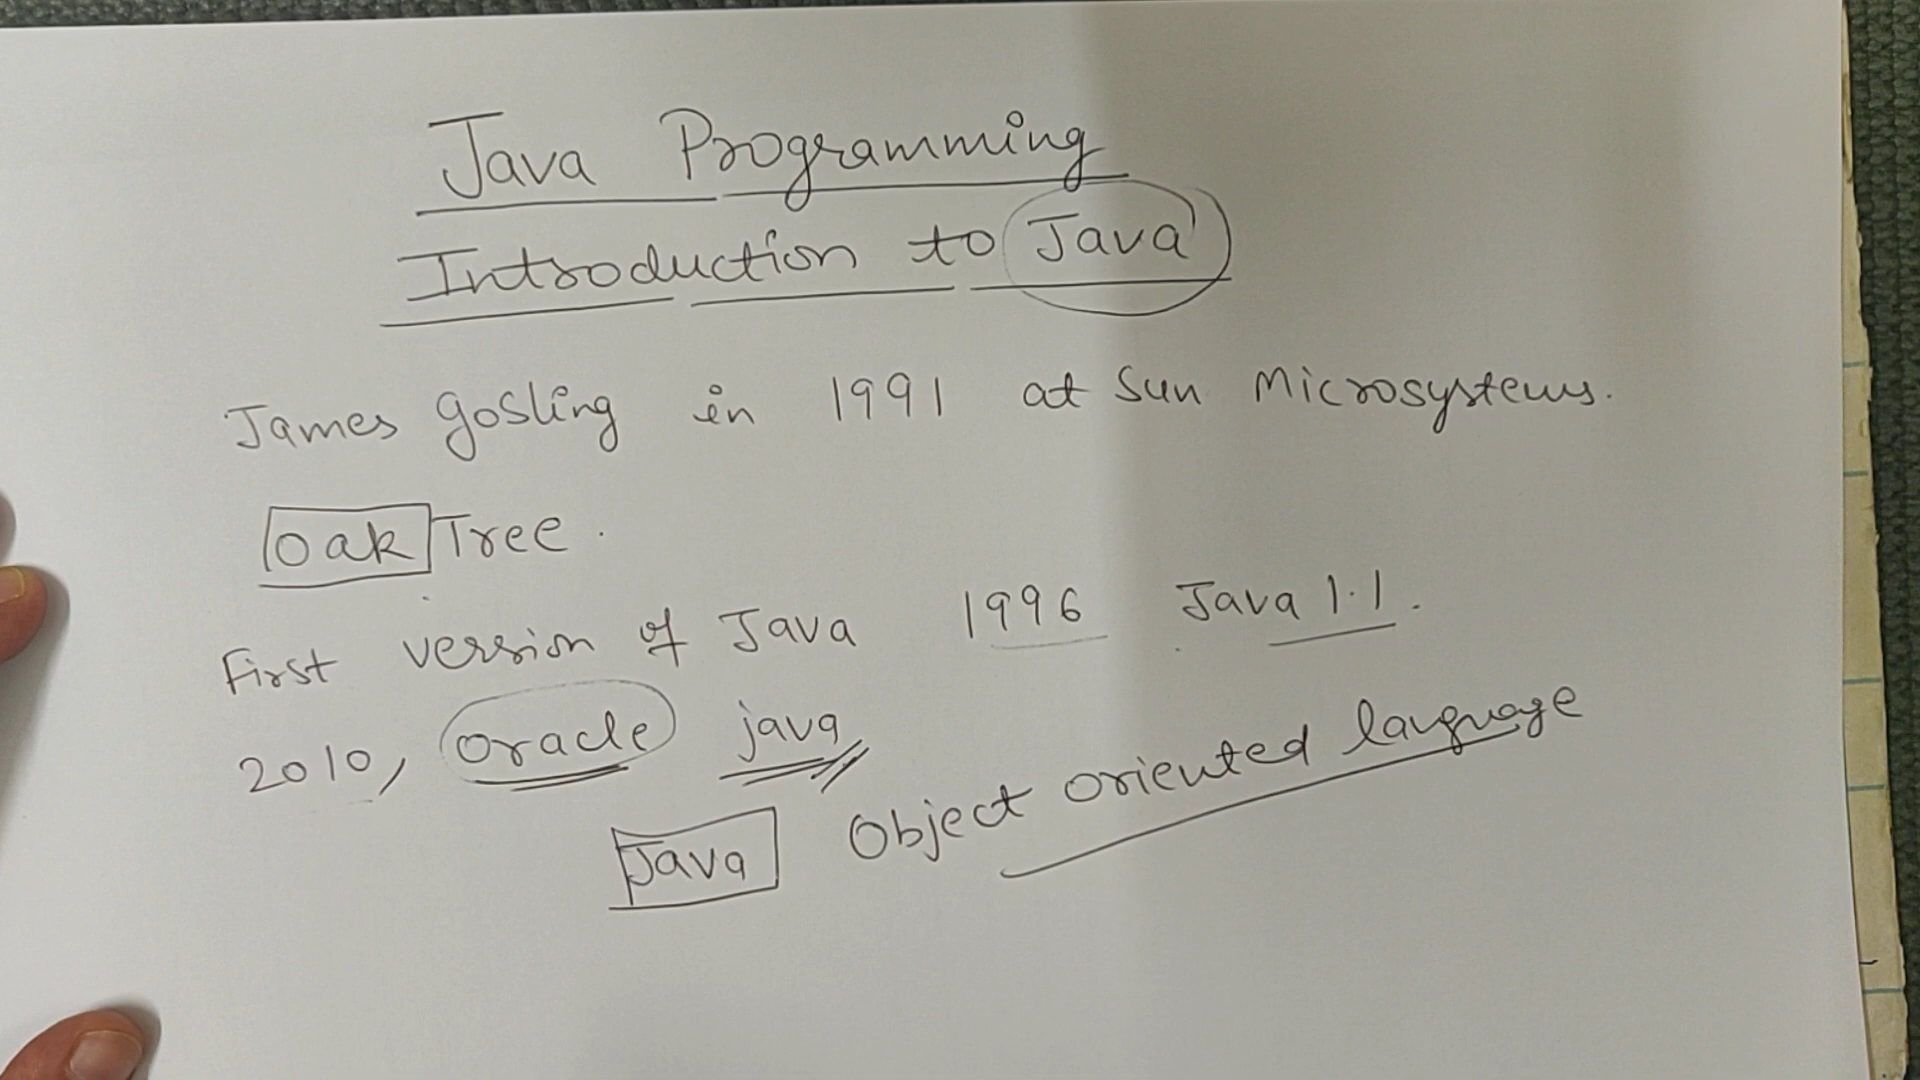 Java Programming
Introduction to Java
James Gosling in 1991 at Sun Microsystems.
Oak Tree.
First version of Java 1996 Java 1.1.
2010, Oracle java
Java Object oriented language